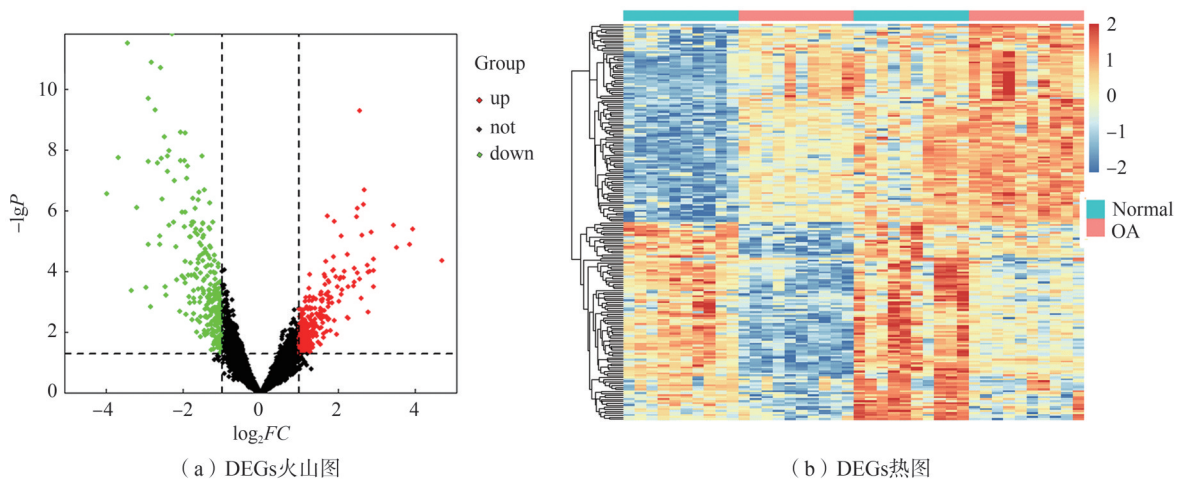 10
8
6
4
2
0
−lgP
−4
−2
0
2
4
log₂FC
Group
up
not
down
（a）DEGs火山图
2
1
0
−1
−2
Normal
OA
（b）DEGs热图